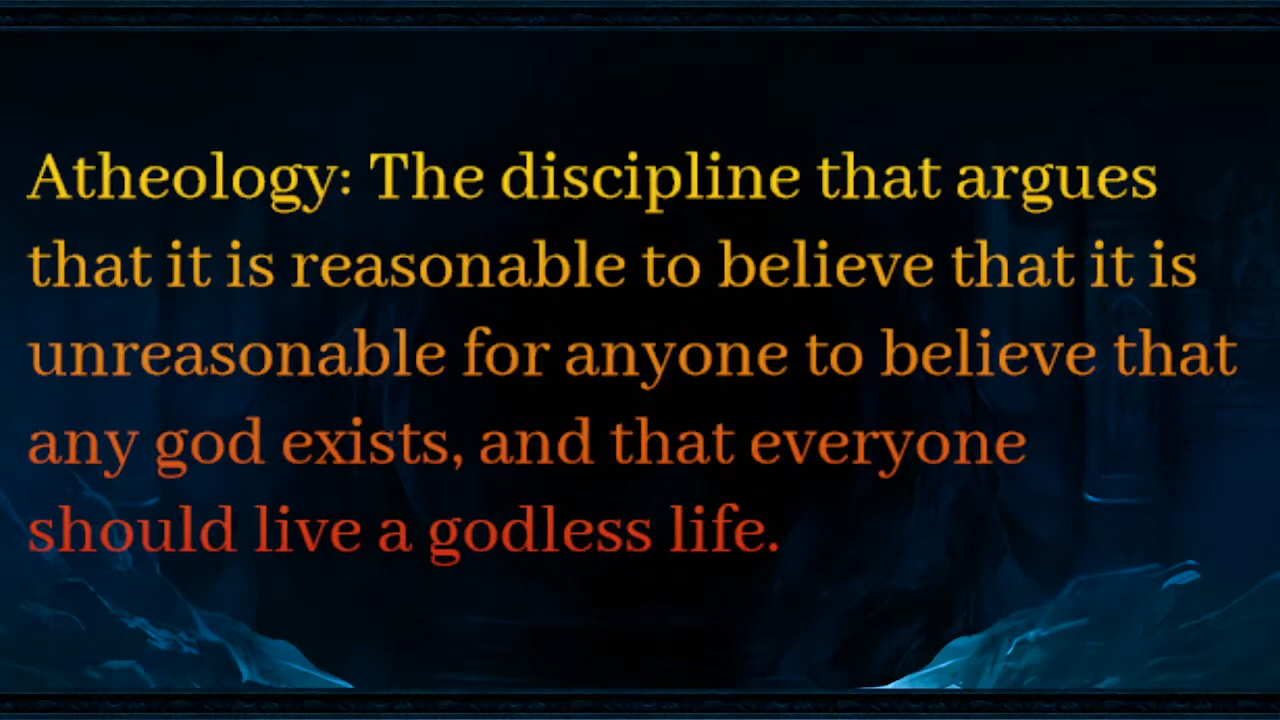 Atheology: The discipline that argues
that it is reasonable to believe that it is
unreasonable for anyone to believe that
any god exists, and that everyone
should live a godless life.